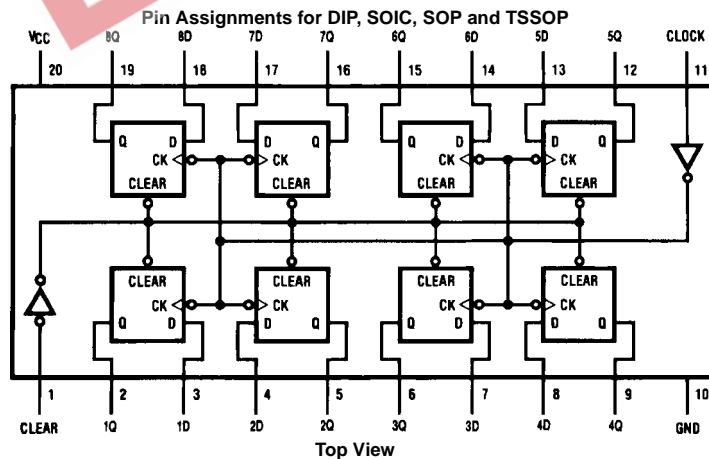 Pin Assignments for DIP, SOIC, SOP and TSSOP
VCC 8Q 8D 7D 7Q 6Q 6D 5D 5Q CLOCK
20 19 18 17 16 15 14 13 12 11
Q D D Q Q D D Q
CK CK CK CK
CLEAR CLEAR CLEAR CLEAR
CLEAR CLEAR CLEAR CLEAR
CK CK CK CK
Q D D Q Q D D Q
1 2 3 4 5 6 7 8 9 10
CLEAR 1Q 1D 2D 2Q 3Q 3D 4D 4Q GND
Top View